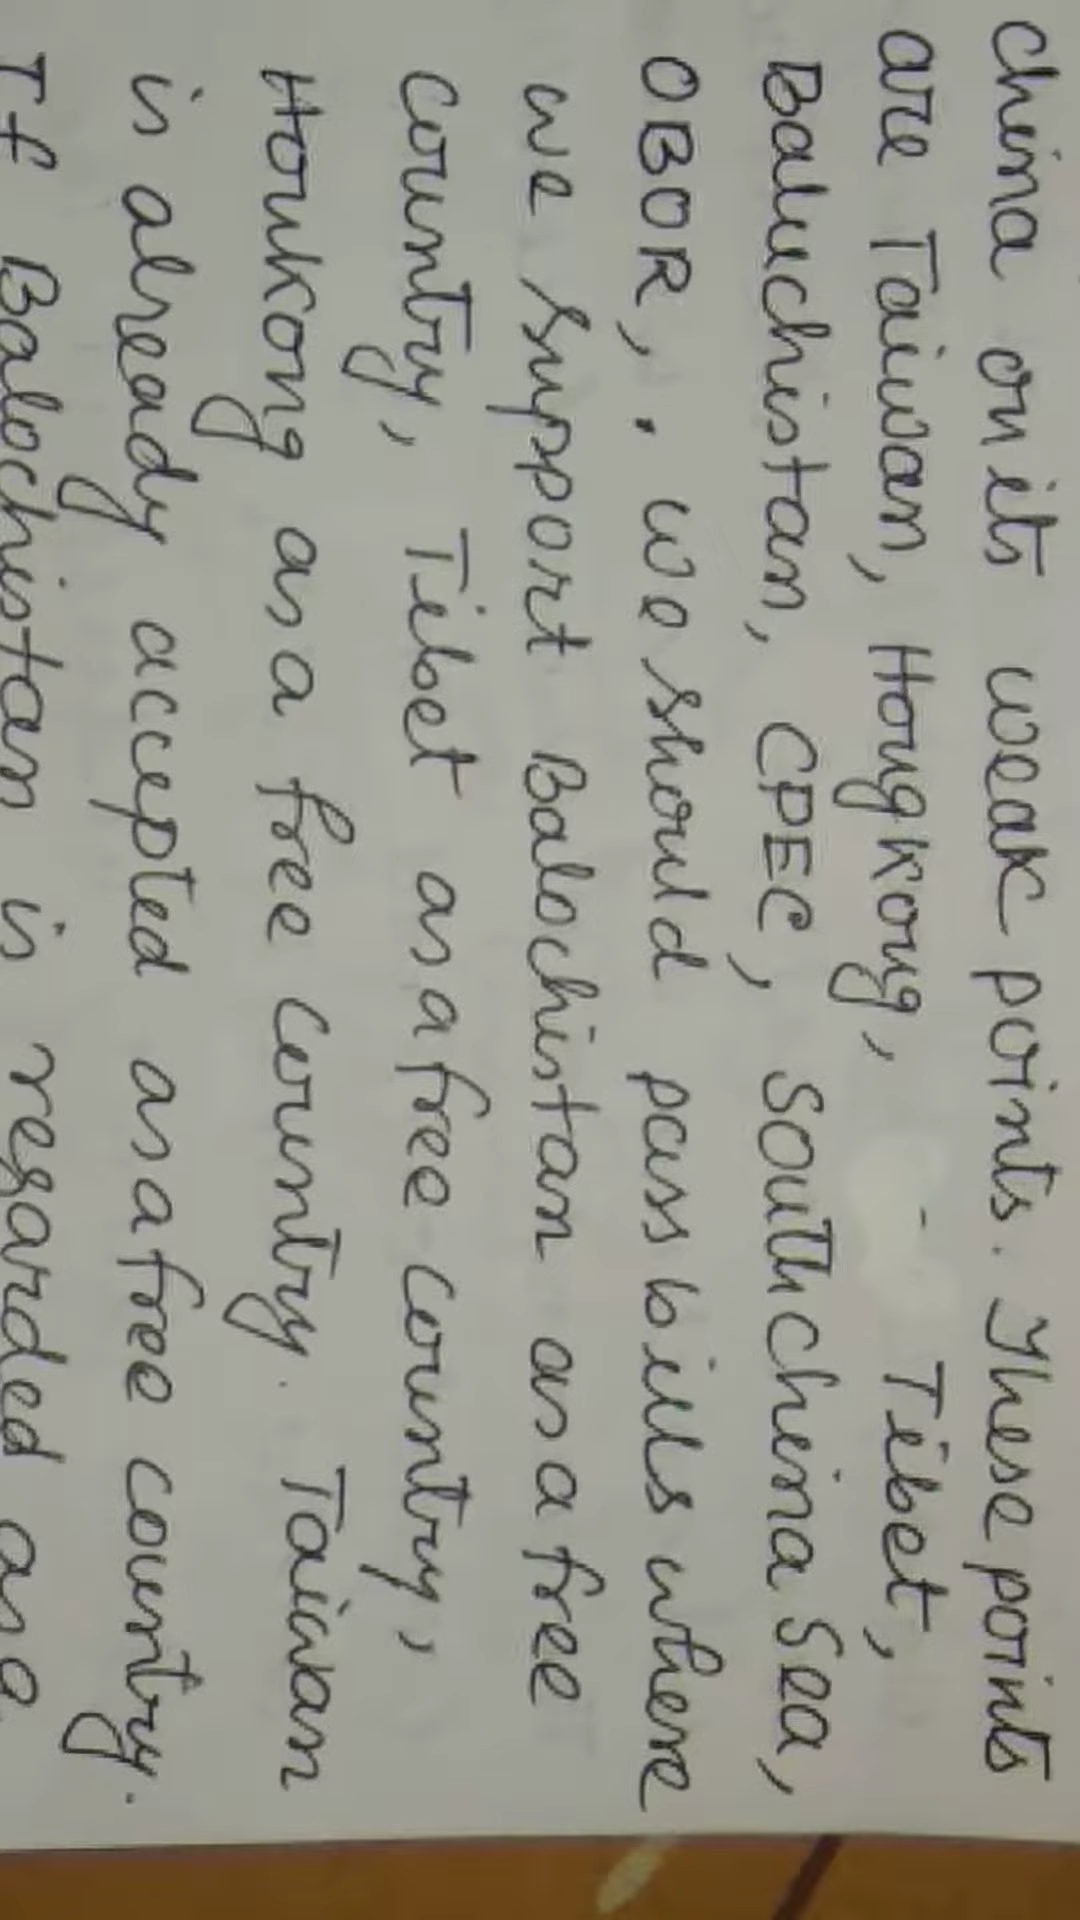 China on its weak points. These points
are Taiwan, Hongkong, - Tibet,
Baluchistan, CPEC, South China Sea,
OBOR, . We should pass bills where
we support Balochistan as a free
Country, Tibet as a free country,
Honkong as a free country. Taiwan
is already accepted as a free country.
If Balochistan is regarded as a